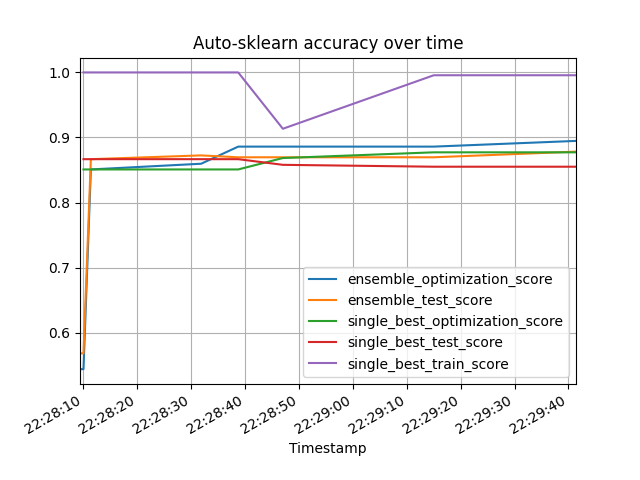 Auto-sklearn accuracy over time
1.0
0.9
0.8
0.7
0.6
ensemble_optimization_score
ensemble_test_score
single_best_optimization_score
single_best_test_score
single_best_train_score
22:28:10
22:28:20
22:28:30
22:28:40
22:28:50
22:29:00
22:29:10
22:29:20
22:29:30
22:29:40
Timestamp